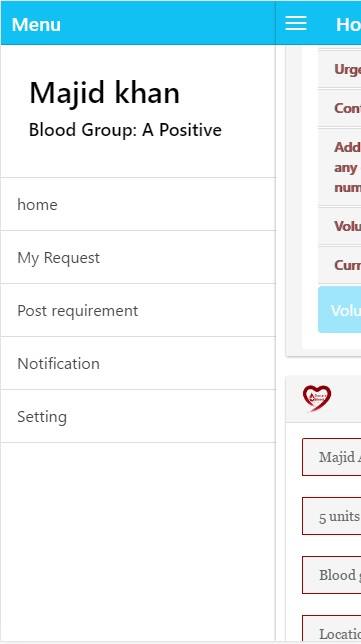 Menu
Majid khan
Blood Group: A Positive
home
My Request
Post requirement
Notification
Setting
Ho
Urge
Con
Add
any
num
Volu
Curr
Volu
Majid A
5 units
Blood g
Locatio